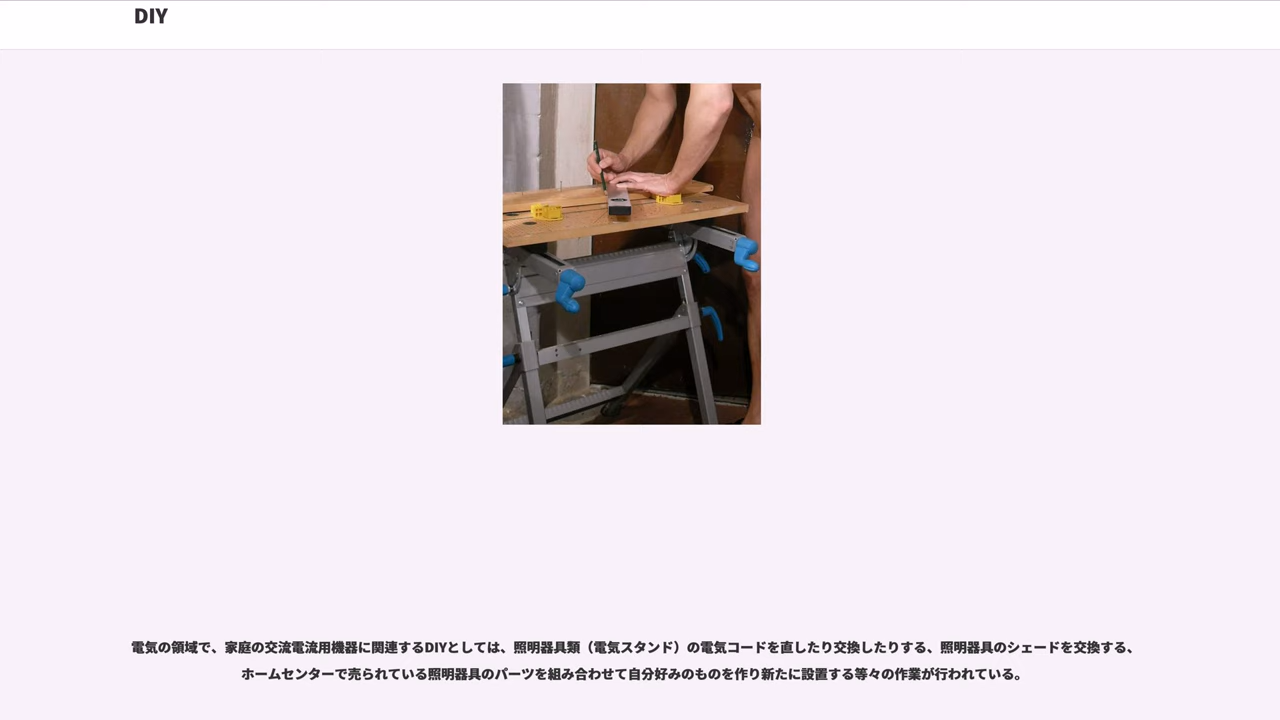 DIY
電気の領域で、家庭の交流電流用機器に関連するDIYとしては、照明器具類（電気スタンド）の電気コードを直したり交換したりする、照明器具のシェードを交換する、
ホームセンターで売られている照明器具のパーツを組み合わせて自分好みのものを作り新たに設置する等々の作業が行われている。